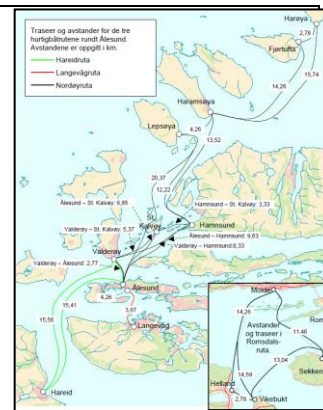 Traseer og avstander for de tre
hurtigbåtrutene rundt Ålesund.
Avstandene er oppgitt i km.
Hareidruta
Langevågruta
Nordøyruta
Harøya
2,78
Fjørtofta
15,74
14,26
Haramsøya
Lepsøya
4,26
13,52
20,37
12,22
Ålesund – St. Kalvøy: 6,85
Hamnsund – St. Kalvøy: 3,33
St.
Kalvøy
Valderøy – St. Kalvøy: 5,37
Hamnsund
Valderøy
Ålesund – Hamnsund: 9,63
Valderøy – Hamnsund: 8,33
Valderøy – Ålesund: 2,77
Ålesund
4,26
3,67
15,41
15,56
Langevåg
Hareid
Molde
14,26
Avstander
og traseer i
Romsdals-
ruta.
11,46
Sekken
13,04
Helland
14,59
2,78
Vikebukt